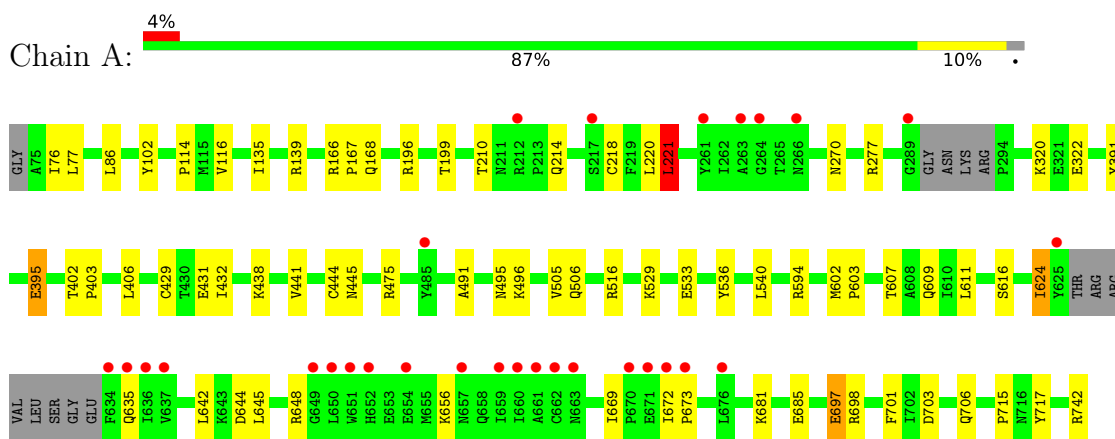 4%
Chain A:
87% 10% •
GLY A75 I76 L77 L86 Y102 P114 M115 V116 I135 R139 R166 P167 Q168 R196 T199 T210 N211 R212 P213 Q214 S217 C218 F219 L220 L221 Y261 I262 A263 G264 T265 N266 N270 R277 G289 GLY ASN LYS ARG P294 K320 E321 E322
E395 T402 P403 L406 C429 T430 E431 I432 K438 V441 C444 N445 R475 Y485 A491 N495 K496 V505 Q506 R516 K529 E533 Y536 L540 R594 M602 P603 T607 A608 Q609 I610 L611 S616 I624 Y625 THR ARG ARG
VAL LEU SER GLY GLU F634 Q635 I636 V637 L642 D644 L645 R648 G649 L650 W651 H652 E653 E654 M655 K656 N657 Q658 I659 I660 A661 C662 N663 I669 P670 E671 I672 P673 L676 K681 E685 E697 R698 F701 I702 D703 Q706 P715 N716 Y717 R742